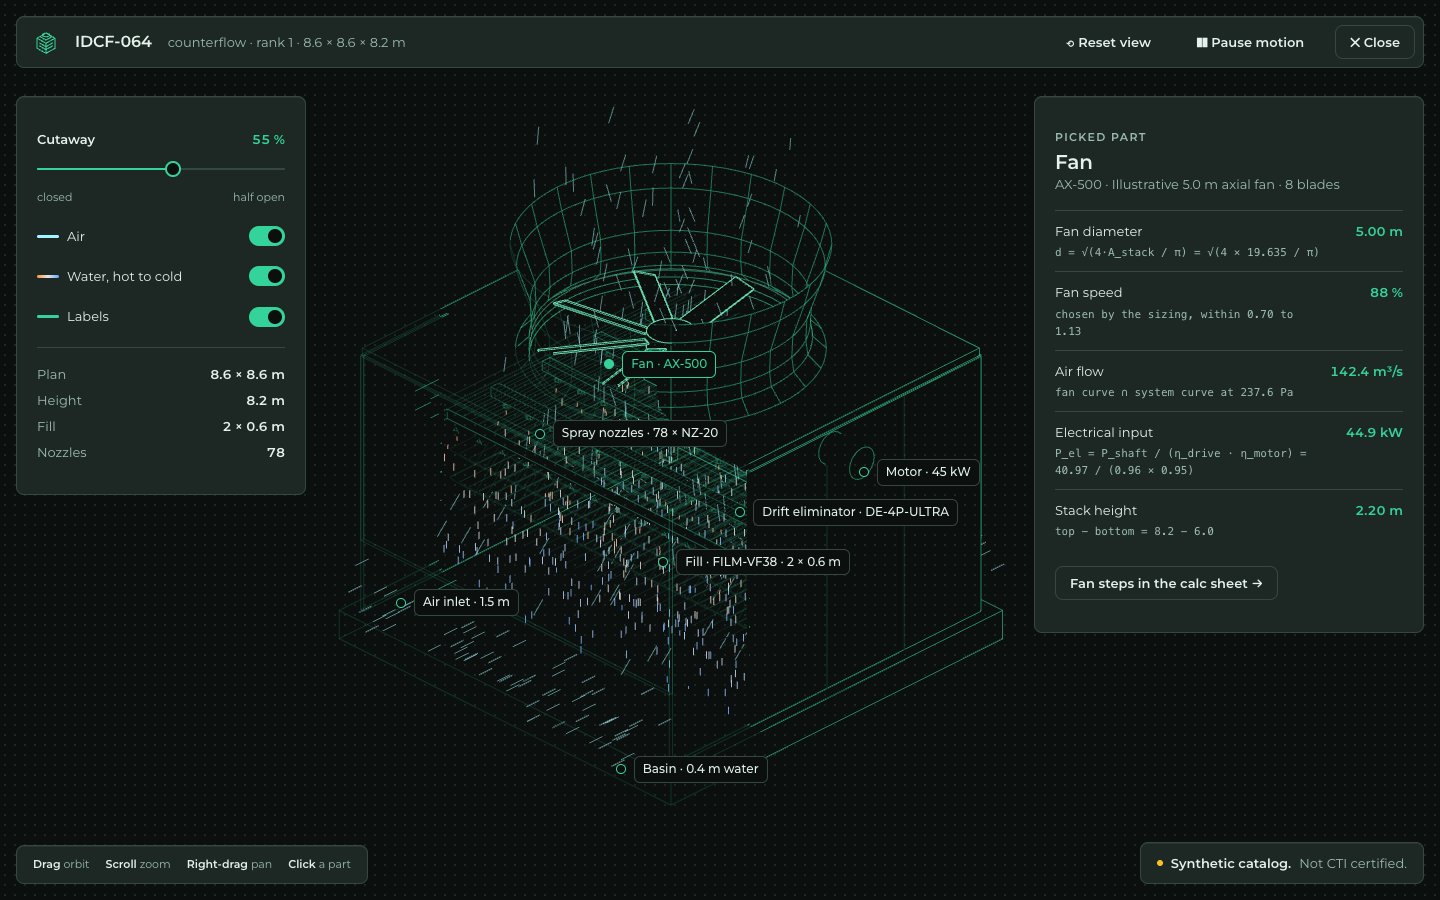 IDCF-064 counterflow · rank 1 · 8.6 × 8.6 × 8.2 m
Reset view
Pause motion
Close
Cutaway 55 %
closed half open
Air
Water, hot to cold
Labels
Plan 8.6 × 8.6 m
Height 8.2 m
Fill 2 × 0.6 m
Nozzles 78
Fan · AX-500
Spray nozzles · 78 × NZ-20
Motor · 45 kW
Drift eliminator · DE-4P-ULTRA
Fill · FILM-VF38 · 2 × 0.6 m
Air inlet · 1.5 m
Basin · 0.4 m water
PICKED PART
Fan
AX-500 · Illustrative 5.0 m axial fan · 8 blades
Fan diameter 5.00 m
d = √(4·A_stack / π) = √(4 × 19.635 / π)
Fan speed 88 %
chosen by the sizing, within 0.70 to
1.13
Air flow 142.4 m³/s
fan curve ∩ system curve at 237.6 Pa
Electrical input 44.9 kW
P_el = P_shaft / (η_drive · η_motor) =
40.97 / (0.96 × 0.95)
Stack height 2.20 m
top − bottom = 8.2 − 6.0
Fan steps in the calc sheet →
Drag orbit Scroll zoom Right-drag pan Click a part
Synthetic catalog. Not CTI certified.